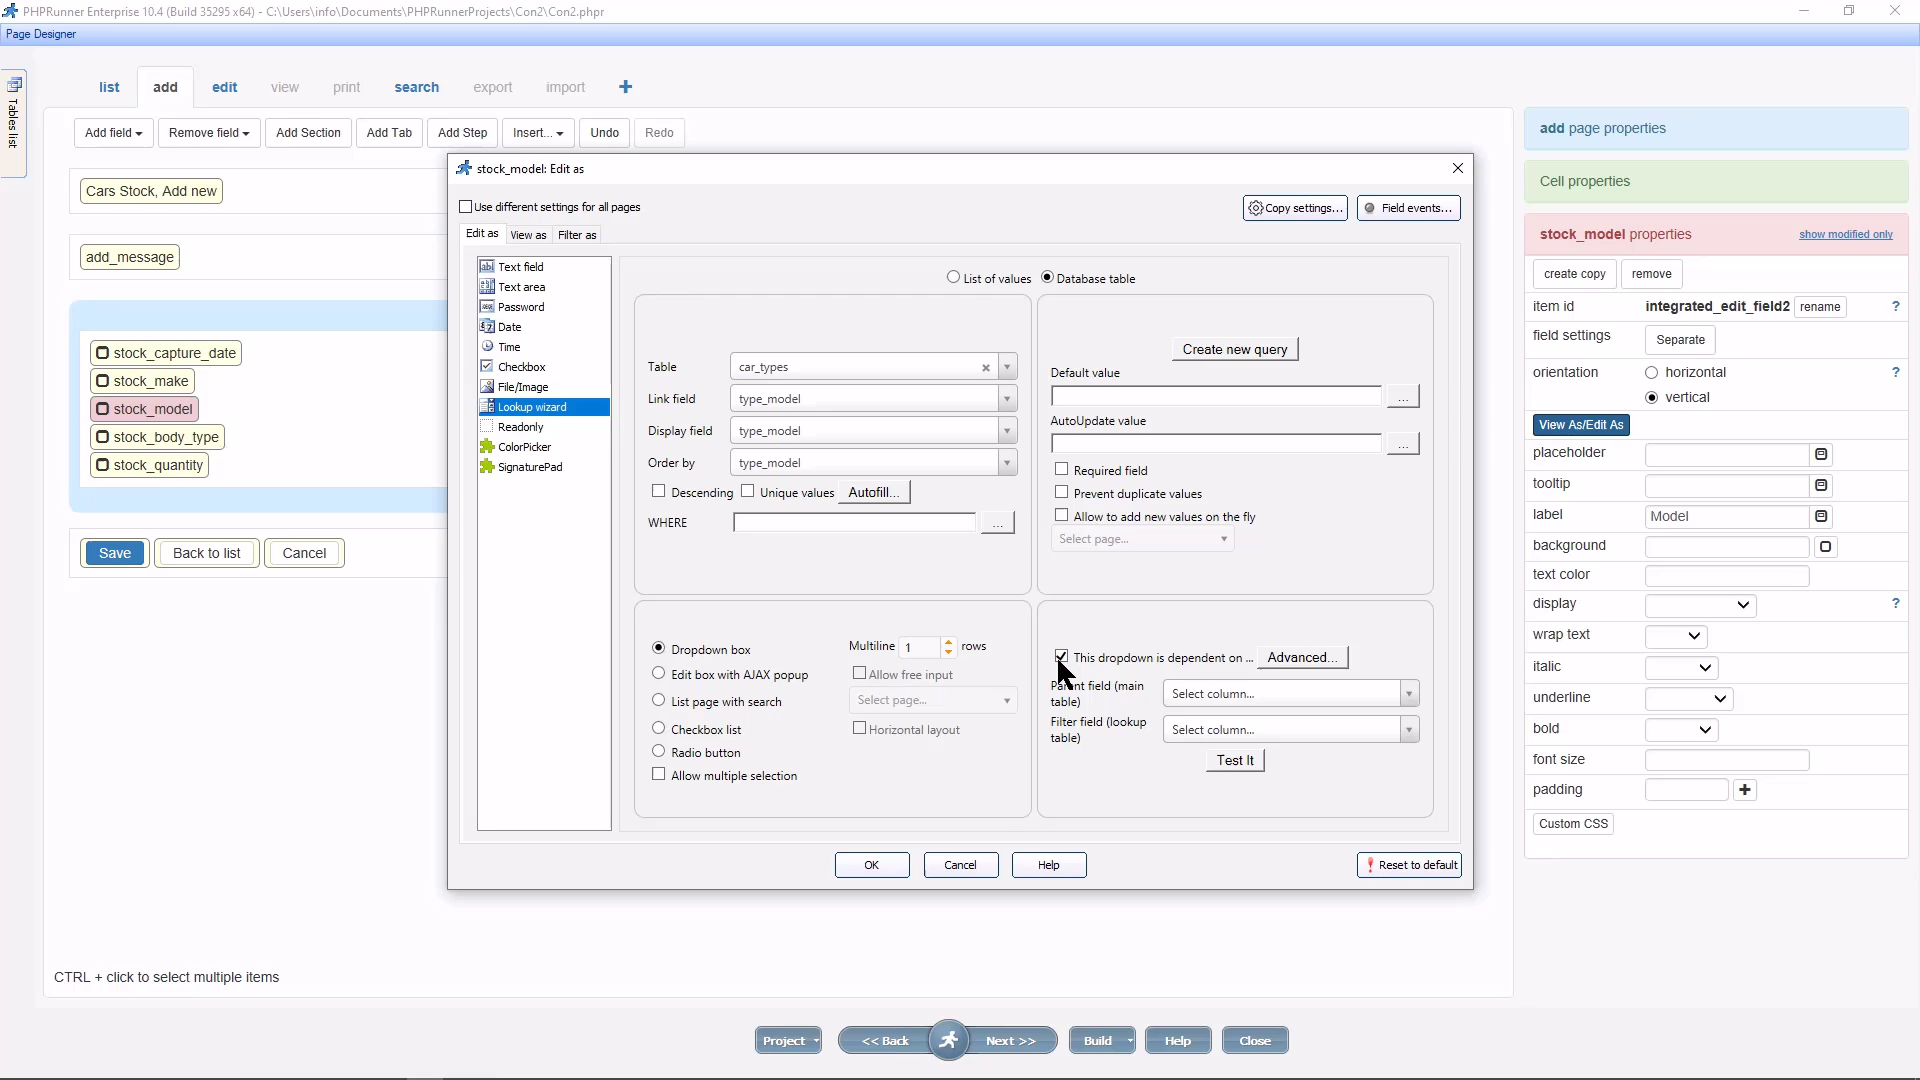 PHPRunner Enterprise 10.4 (Build 35295 x64) - C:\Users\info\Documents\PHPRunnerProjects\Con2\Con2.phpr
Page Designer
Tables list
list add edit view print search export import
Add field Remove field Add Section Add Tab Add Step Insert... Undo Redo
Cars Stock, Add new
add_message
stock_capture_date
stock_make
stock_model
stock_body_type
stock_quantity
Save Back to list Cancel
CTRL + click to select multiple items
stock_model: Edit as
Use different settings for all pages
Copy settings... Field events...
Edit as View as Filter as
Text field
Text area
Password
Date
Time
Checkbox
File/Image
Lookup wizard
Readonly
ColorPicker
SignaturePad
List of values Database table
Table car_types
Link field type_model
Display field type_model
Order by type_model
Descending Unique values Autofill...
WHERE ...
Create new query
Default value
...
AutoUpdate value
...
Required field
Prevent duplicate values
Allow to add new values on the fly
Select page...
Dropdown box
Edit box with AJAX popup
List page with search
Checkbox list
Radio button
Allow multiple selection
Multiline 1 rows
Allow free input
Select page...
Horizontal layout
This dropdown is dependent on ... Advanced...
Parent field (main table) Select column...
Filter field (lookup table) Select column...
Test It
OK Cancel Help Reset to default
add page properties
Cell properties
stock_model properties show modified only
create copy remove
item id integrated_edit_field2 rename ?
field settings Separate
orientation horizontal ?
vertical
View As/Edit As
placeholder
tooltip
label Model
background
text color
display ?
wrap text
italic
underline
bold
font size
padding
Custom CSS
Project << Back Next >> Build Help Close